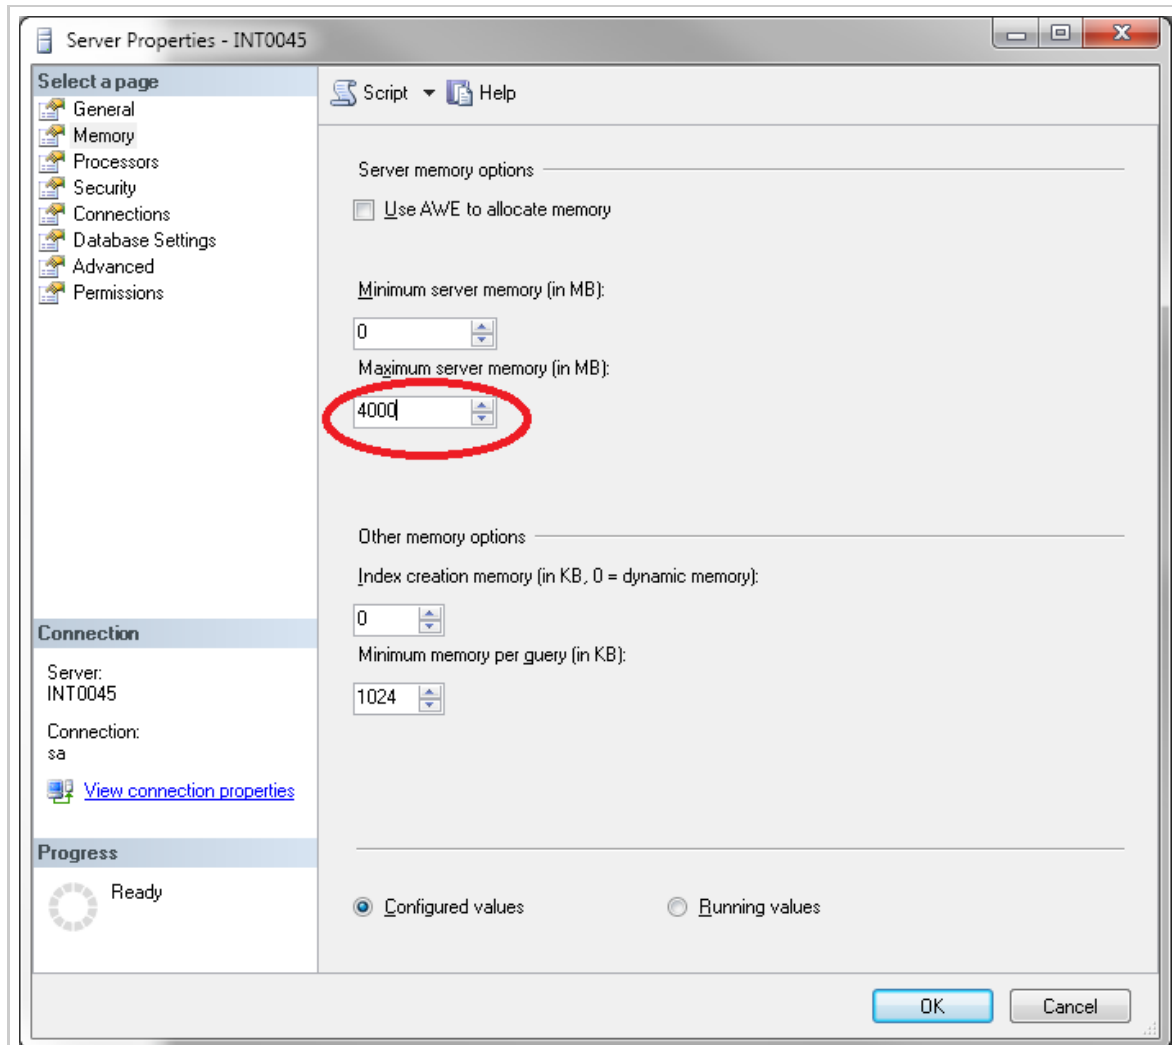 Server Properties - INT0045
Select a page
General
Memory
Processors
Security
Connections
Database Settings
Advanced
Permissions
Connection
Server:
INT0045
Connection:
sa
View connection properties
Progress
Ready
Script
Help
Server memory options
Use AWE to allocate memory
Minimum server memory (in MB):
0
Maximum server memory (in MB):
4000
Other memory options
Index creation memory (in KB, 0 = dynamic memory):
0
Minimum memory per query (in KB):
1024
Configured values
Running values
OK
Cancel